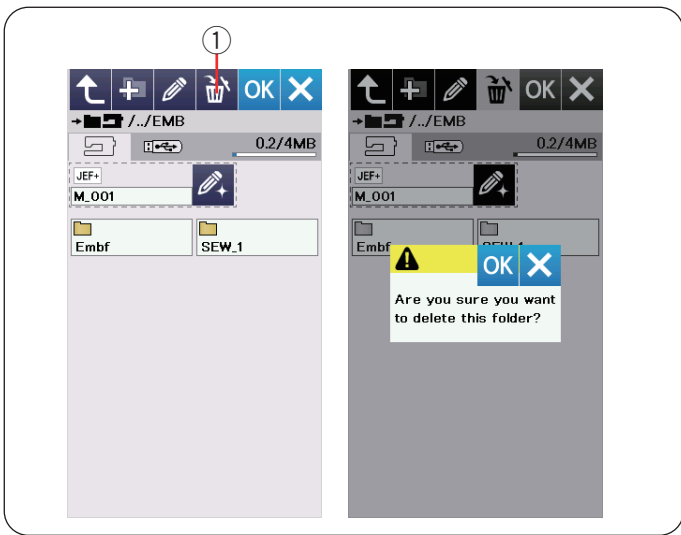 ①
OK
/../EMB
0.2/4MB
JEF+
M_001
Embf
SEW_1
OK
/../EMB
0.2/4MB
JEF+
M_001
Embf
OK
Are you sure you want
to delete this folder?